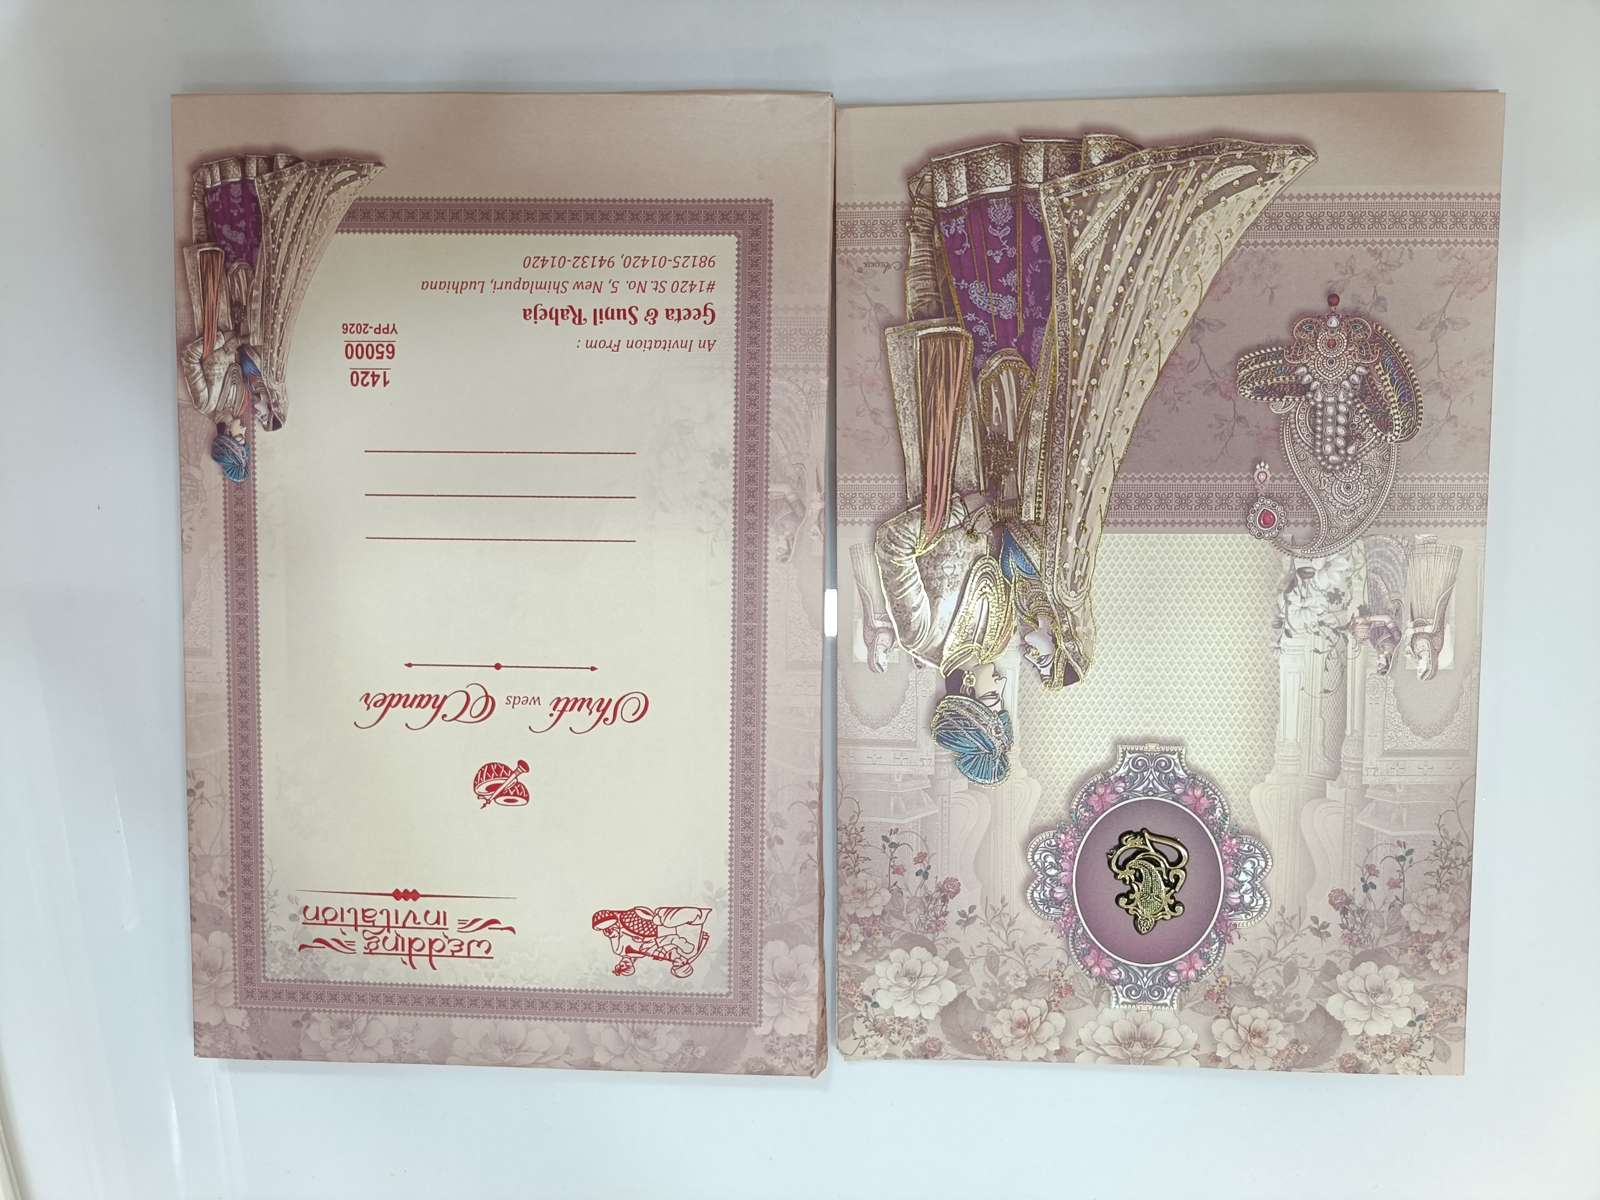 wedding
invitation
Shruti weds Chander
An Invitation From :
Geeta & Sunil Raheja
#1420 St. No. 5, New Shimlapuri, Ludhiana
98125-01420, 94132-01420
1420
65000
YPP-2026